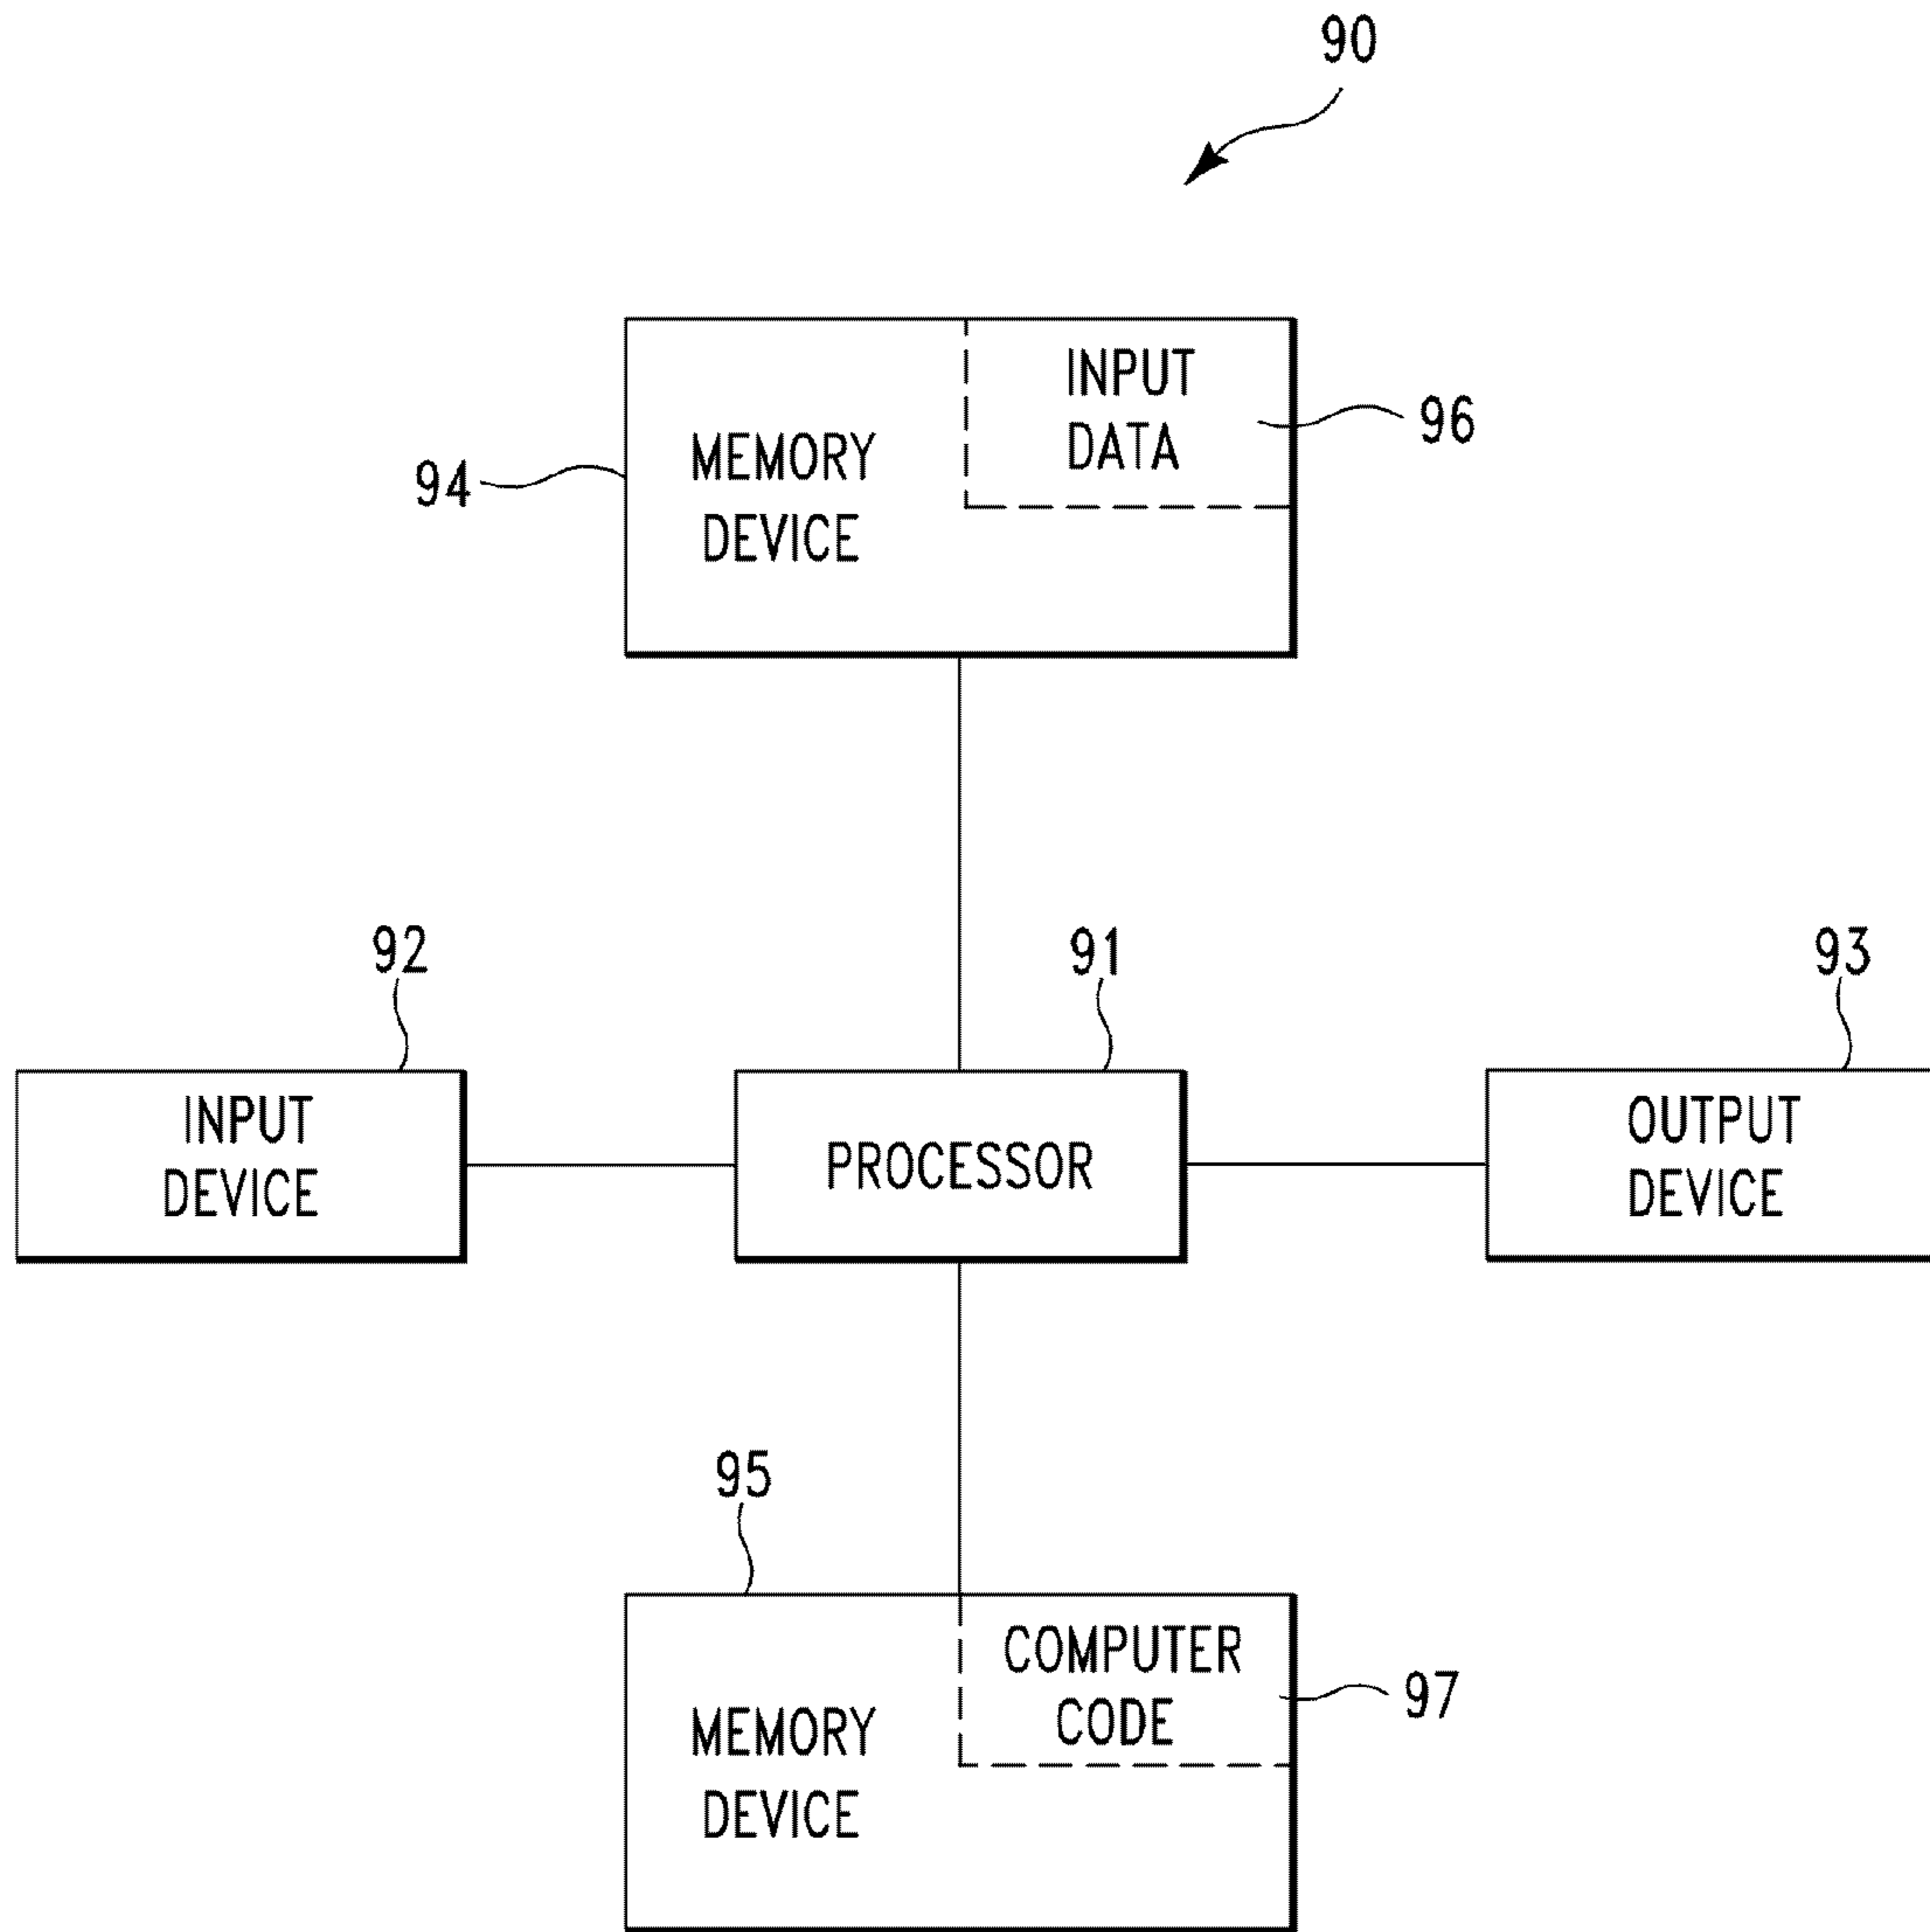 90
INPUT
DATA
96
MEMORY
DEVICE
94
92
91
93
INPUT
DEVICE
PROCESSOR
OUTPUT
DEVICE
95
COMPUTER
CODE
97
MEMORY
DEVICE